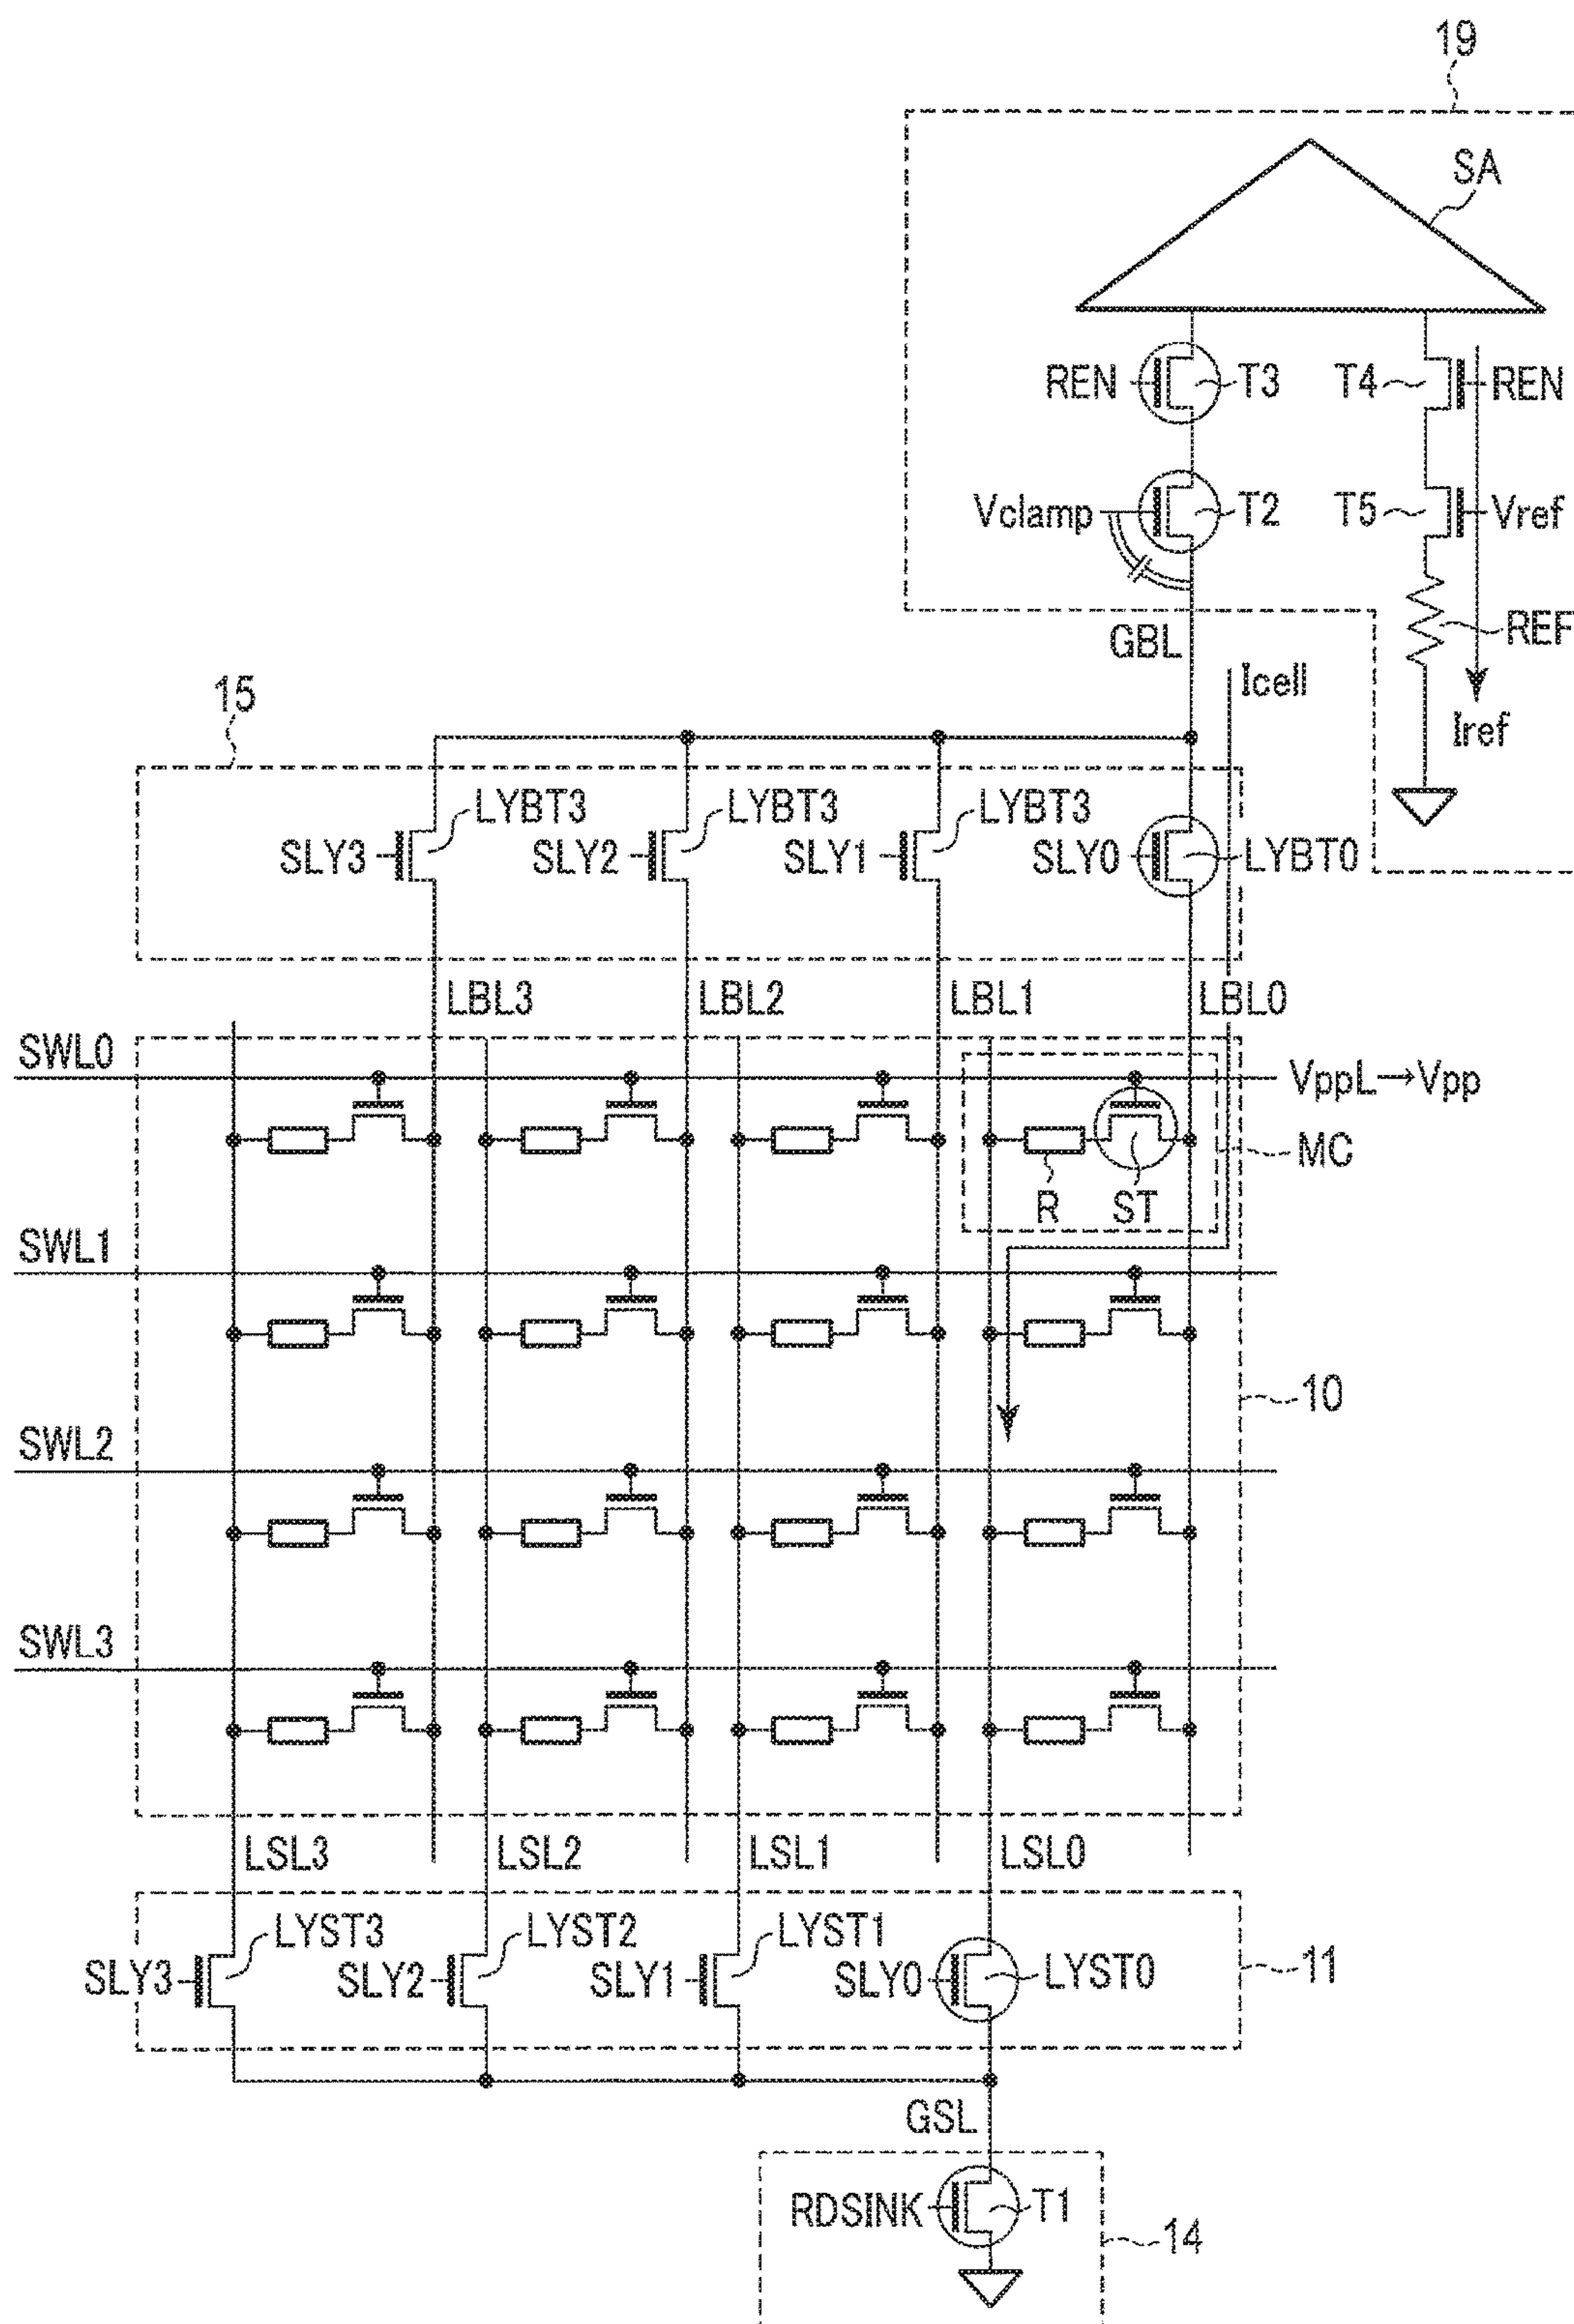 19
SA
REN T3 T4 REN
Vclamp T2 T5 Vref
GBL REF
15 Icell
Iref
LYBT3 LYBT3 LYBT3
SLY3 SLY2 SLY1 SLY0 LYBT0
LBL3 LBL2 LBL1 LBL0
SWL0
VppL→Vpp
MC
R ST
SWL1
10
SWL2
SWL3
LSL3 LSL2 LSL1 LSL0
LYST3 LYST2 LYST1
SLY3 SLY2 SLY1 SLY0 LYST0 11
GSL
RDSINK T1
14